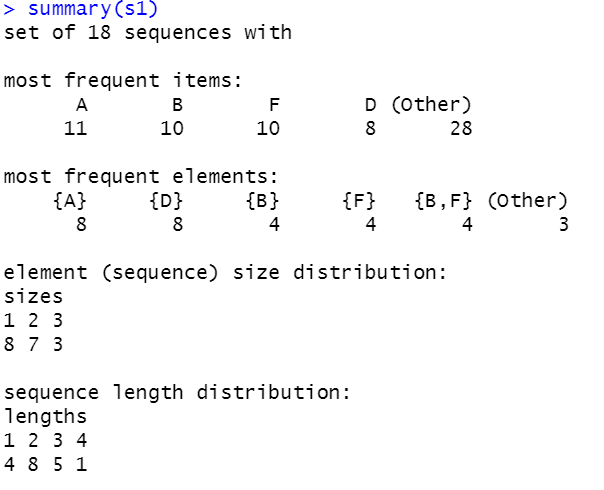 > summary(s1)
set of 18 sequences with
most frequent items:
A B F D (Other)
11 10 10 8 28
most frequent elements:
{A} {D} {B} {F} {B,F} (Other)
8 8 4 4 4 3
element (sequence) size distribution:
sizes
1 2 3
8 7 3
sequence length distribution:
lengths
1 2 3 4
4 8 5 1